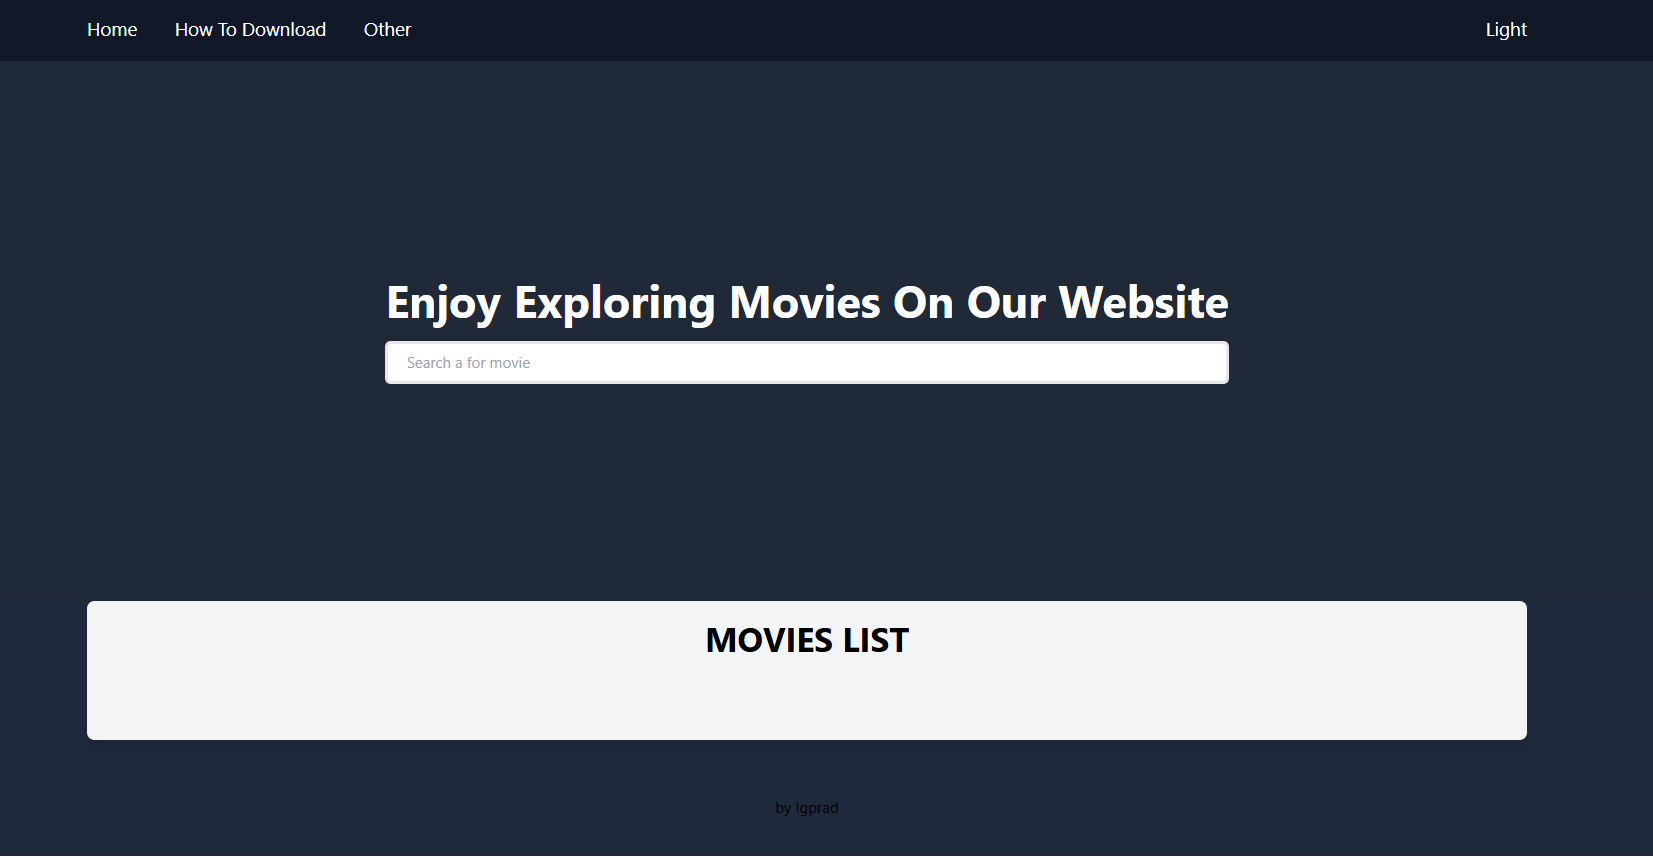 Home How To Download Other Light
Enjoy Exploring Movies On Our Website
Search a for movie
MOVIES LIST
by lgprad